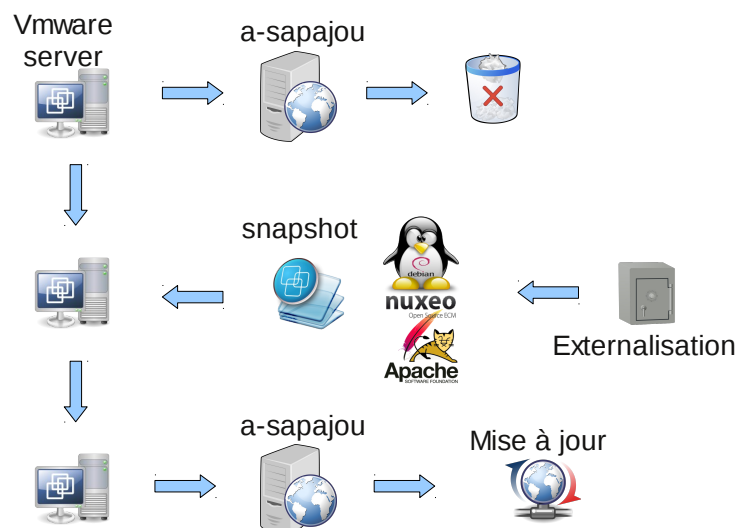 Vmware
server
a-sapajou
snapshot
debian
nuxeo
Open Source ECM
Apache
SOFTWARE FOUNDATION
Externalisation
a-sapajou
Mise à jour